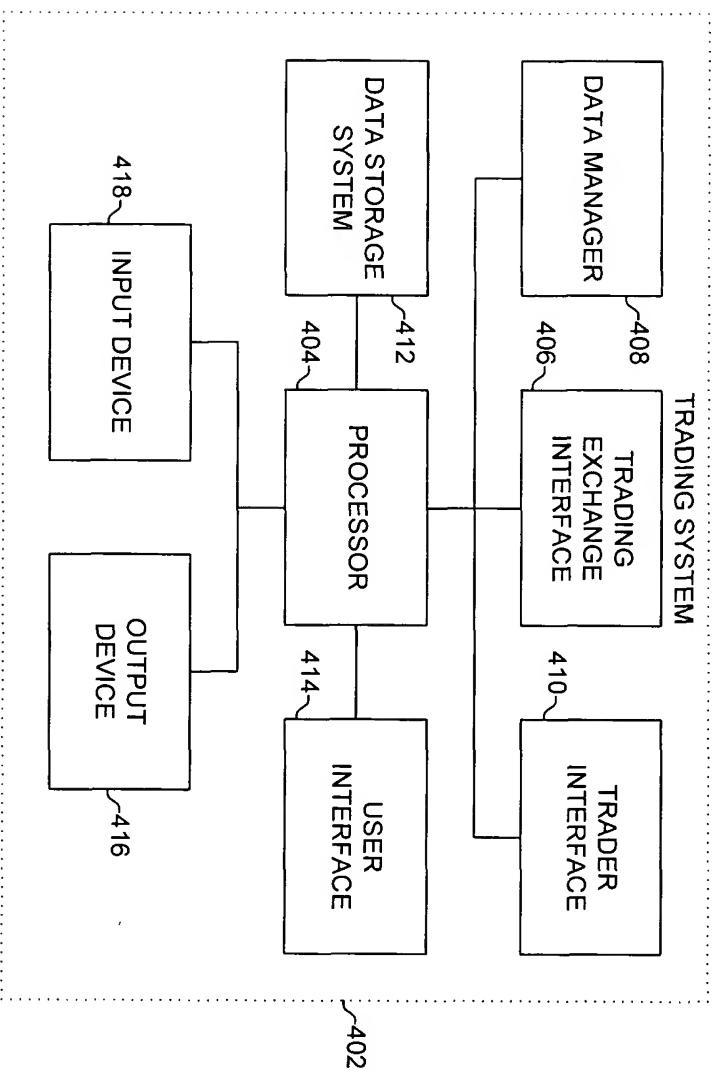 TRADING SYSTEM
DATA MANAGER
408
TRADING
EXCHANGE
INTERFACE
406
TRADER
INTERFACE
410
DATA STORAGE
SYSTEM
412
PROCESSOR
404
USER
INTERFACE
414
INPUT DEVICE
418
OUTPUT
DEVICE
416
402